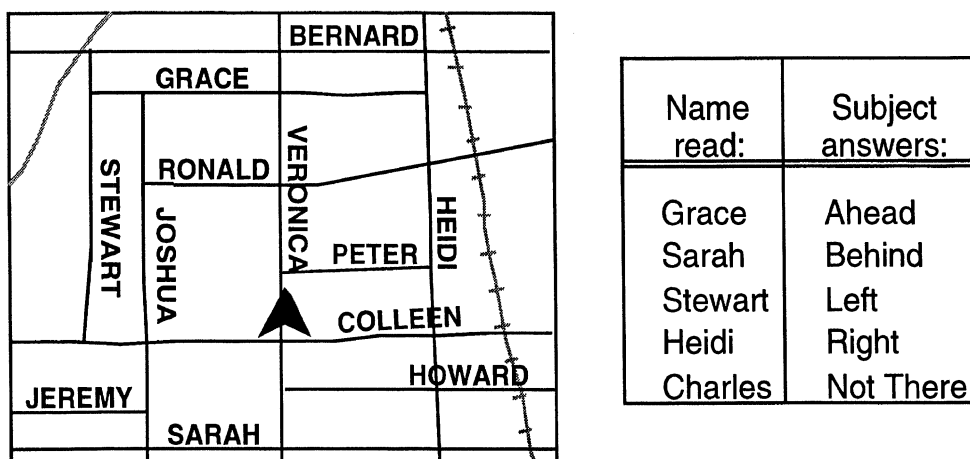 BERNARD
GRACE
VERONICA
RONALD
STEWART
JOSHUA
HEIDI
PETER
COLLEEN
HOWARD
JEREMY
SARAH
Name read:
Subject answers:
Grace Ahead
Sarah Behind
Stewart Left
Heidi Right
Charles Not There